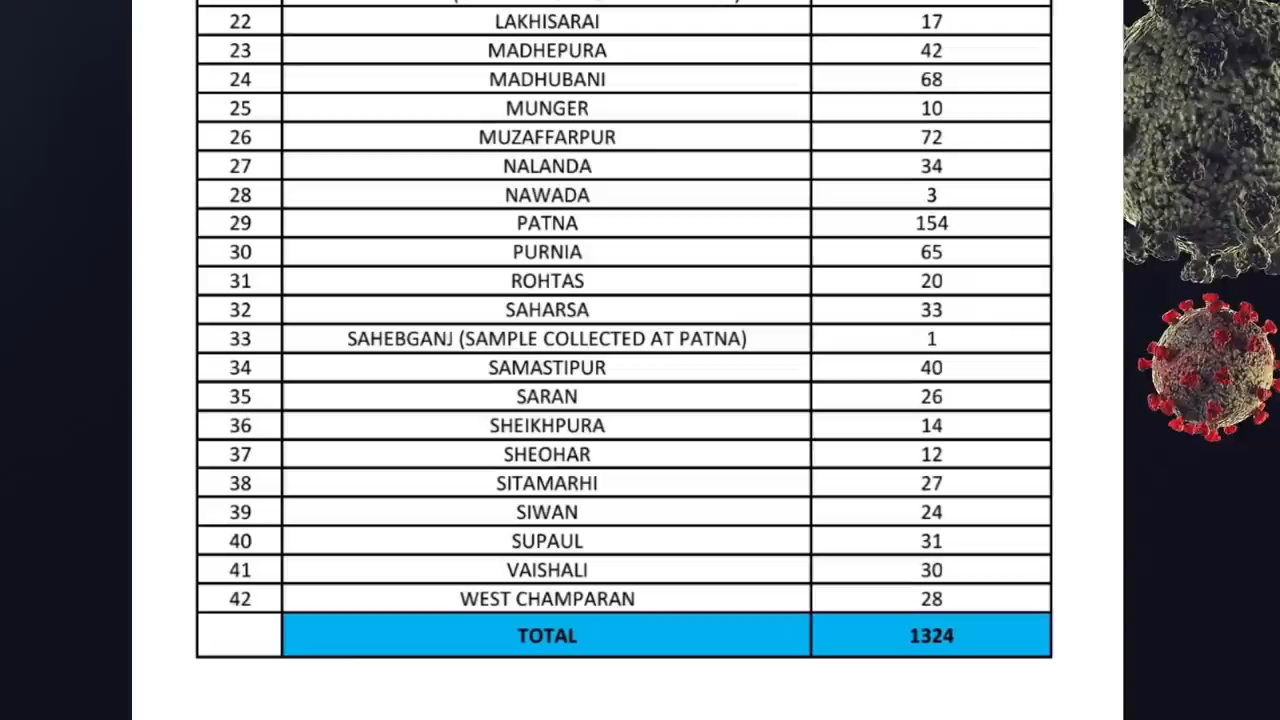 22 LAKHISARAI 17
23 MADHEPURA 42
24 MADHUBANI 68
25 MUNGER 10
26 MUZAFFARPUR 72
27 NALANDA 34
28 NAWADA 3
29 PATNA 154
30 PURNIA 65
31 ROHTAS 20
32 SAHARSA 33
33 SAHEBGANJ (SAMPLE COLLECTED AT PATNA) 1
34 SAMASTIPUR 40
35 SARAN 26
36 SHEIKHPURA 14
37 SHEOHAR 12
38 SITAMARHI 27
39 SIWAN 24
40 SUPAUL 31
41 VAISHALI 30
42 WEST CHAMPARAN 28
TOTAL 1324